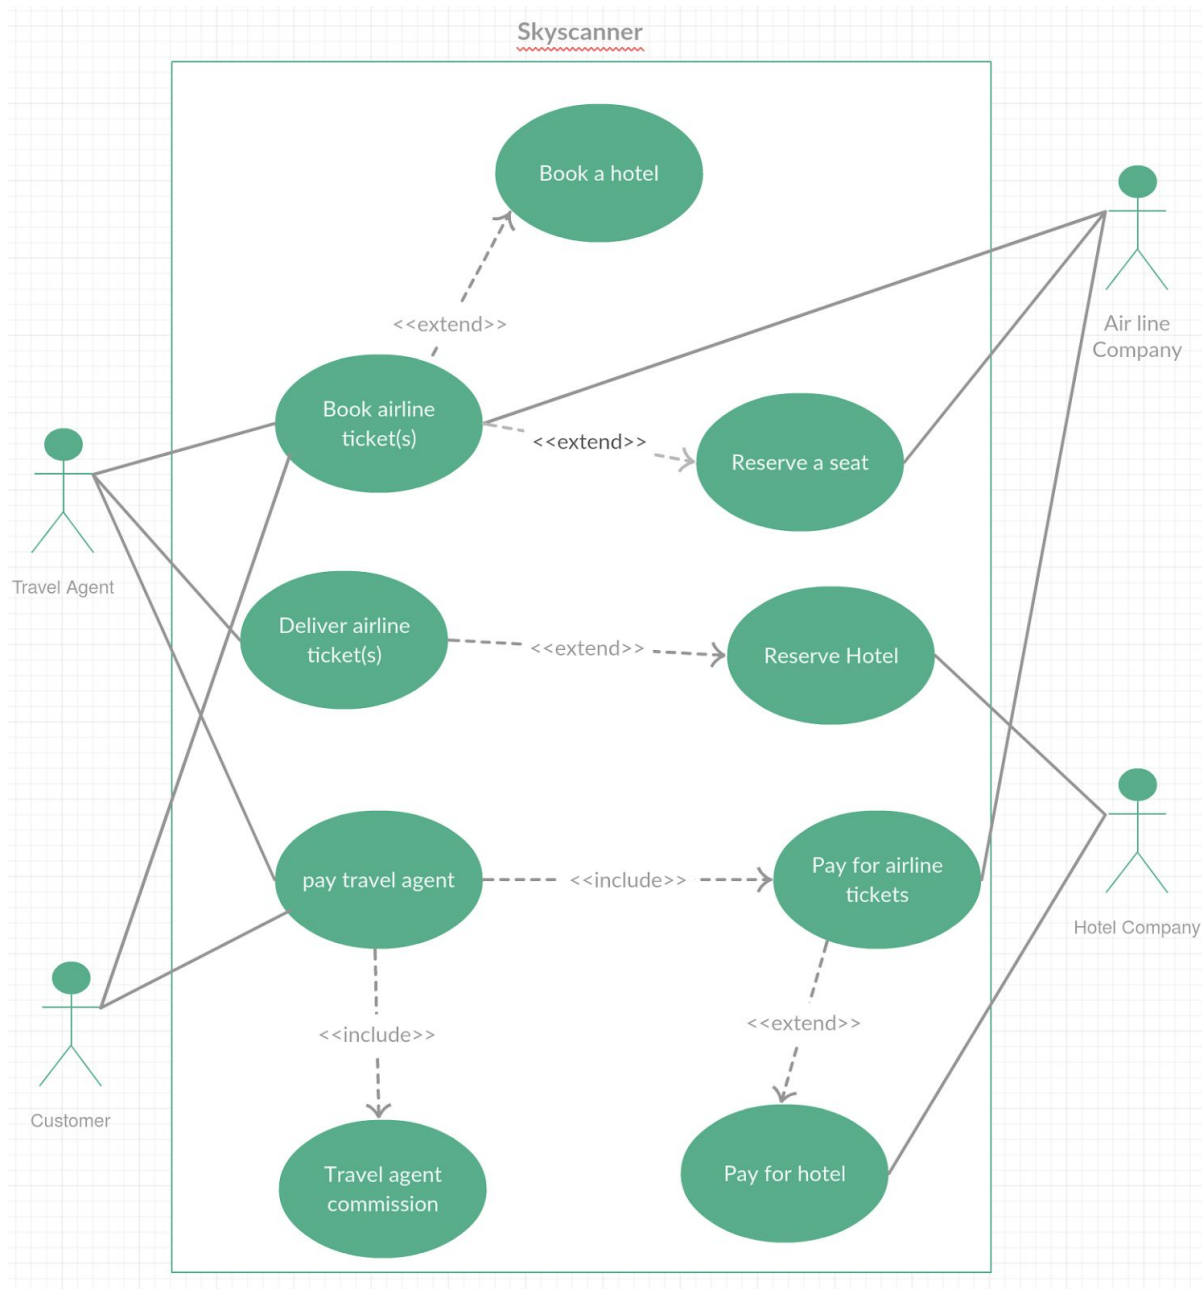 Skyscanner
Book a hotel
<<extend>>
Air line
Company
Book airline
ticket(s)
<<extend>>
Reserve a seat
Travel Agent
Deliver airline
ticket(s)
<<extend>>
Reserve Hotel
pay travel agent
<<include>>
Pay for airline
tickets
Hotel Company
<<include>>
<<extend>>
Customer
Travel agent
commission
Pay for hotel